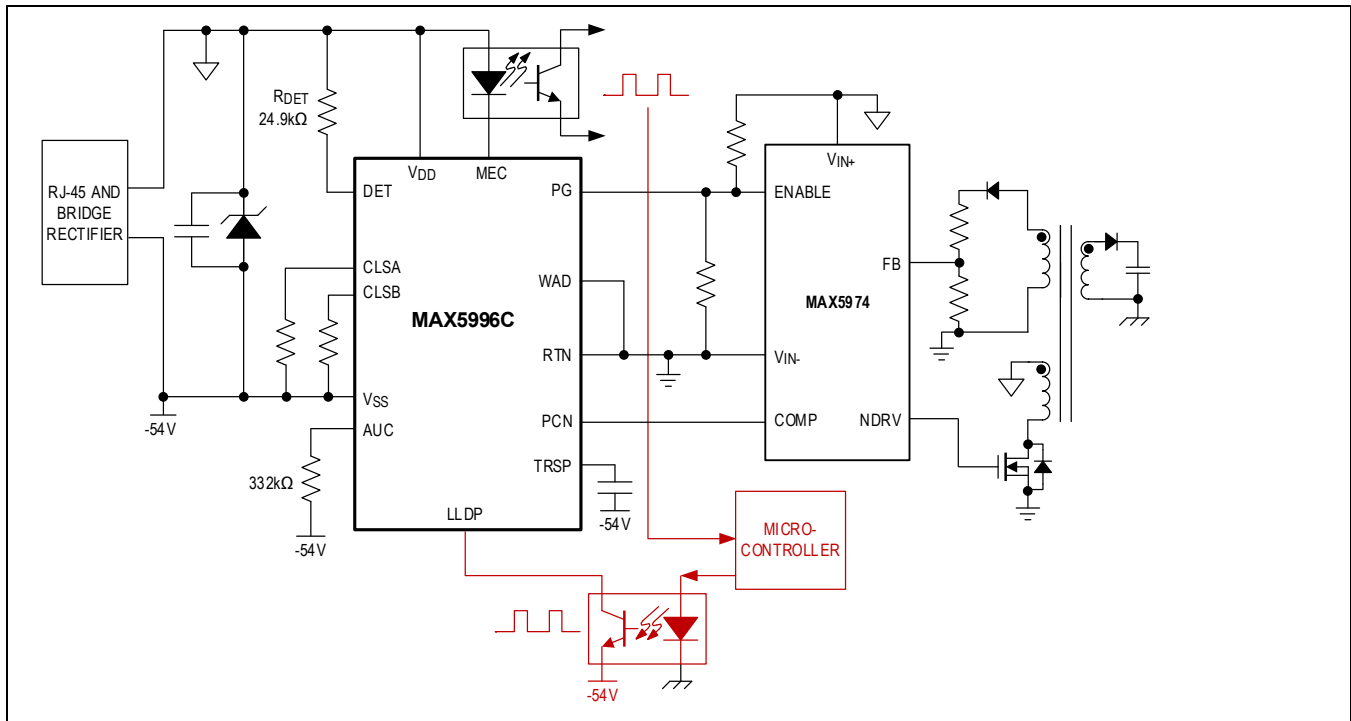 RDET
24.9kΩ
RJ-45 AND
BRIDGE
RECTIFIER
-54V
VDD
MEC
DET
CLSA
CLSB
VSS
AUC
332kΩ
-54V
MAX5996C
PG
WAD
RTN
PCN
TRSP
-54V
LLDP
VIN+
ENABLE
FB
MAX5974
VIN-
COMP
NDRV
MICRO-
CONTROLLER
-54V